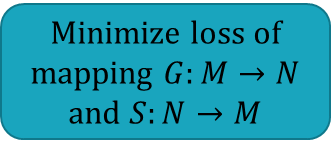 Minimize loss of
mapping 𝐺: 𝑀 → 𝑁
and 𝑆: 𝑁 → 𝑀